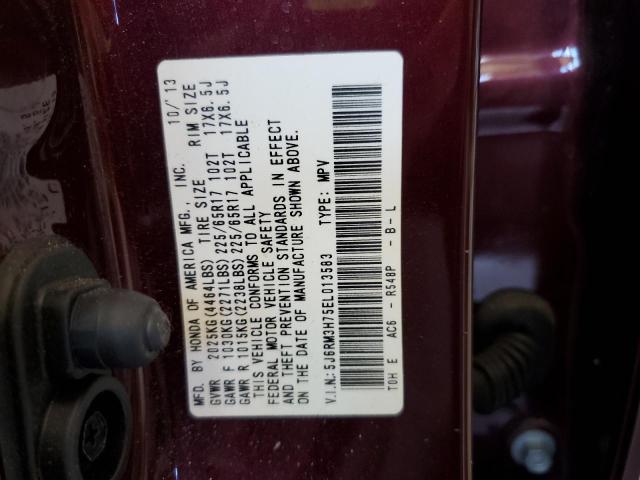 MFD. BY HONDA OF AMERICA MFG., INC. 10/'13
TIRE SIZE RIM SIZE
GVWR 2025KG(4464LBS)
GAWR F 1030KG(2271LBS) 225/65R17 102T 17X6.5J
GAWR R 1015KG(2238LBS) 225/65R17 102T 17X6.5J
THIS VEHICLE CONFORMS TO ALL APPLICABLE
FEDERAL MOTOR VEHICLE SAFETY
AND THEFT PREVENTION STANDARDS IN EFFECT
ON THE DATE OF MANUFACTURE SHOWN ABOVE.
V.I.N.: 5J6RM3H75EL013583 TYPE: MPV
TOH E AC6 - R548P - B - L